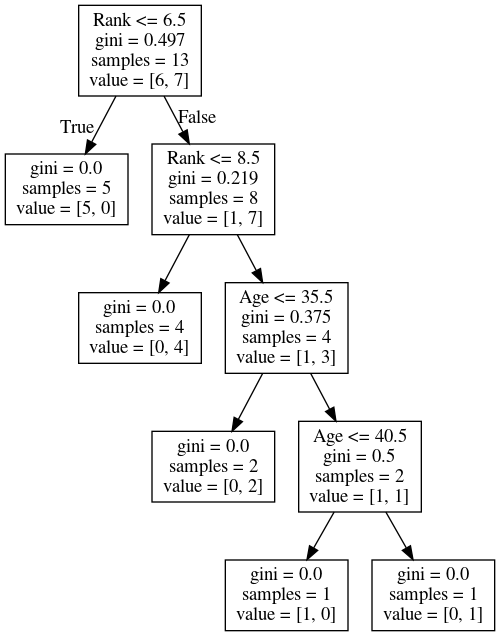 Rank <= 6.5
gini = 0.497
samples = 13
value = [6, 7]
True
False
gini = 0.0
samples = 5
value = [5, 0]
Rank <= 8.5
gini = 0.219
samples = 8
value = [1, 7]
gini = 0.0
samples = 4
value = [0, 4]
Age <= 35.5
gini = 0.375
samples = 4
value = [1, 3]
gini = 0.0
samples = 2
value = [0, 2]
Age <= 40.5
gini = 0.5
samples = 2
value = [1, 1]
gini = 0.0
samples = 1
value = [1, 0]
gini = 0.0
samples = 1
value = [0, 1]